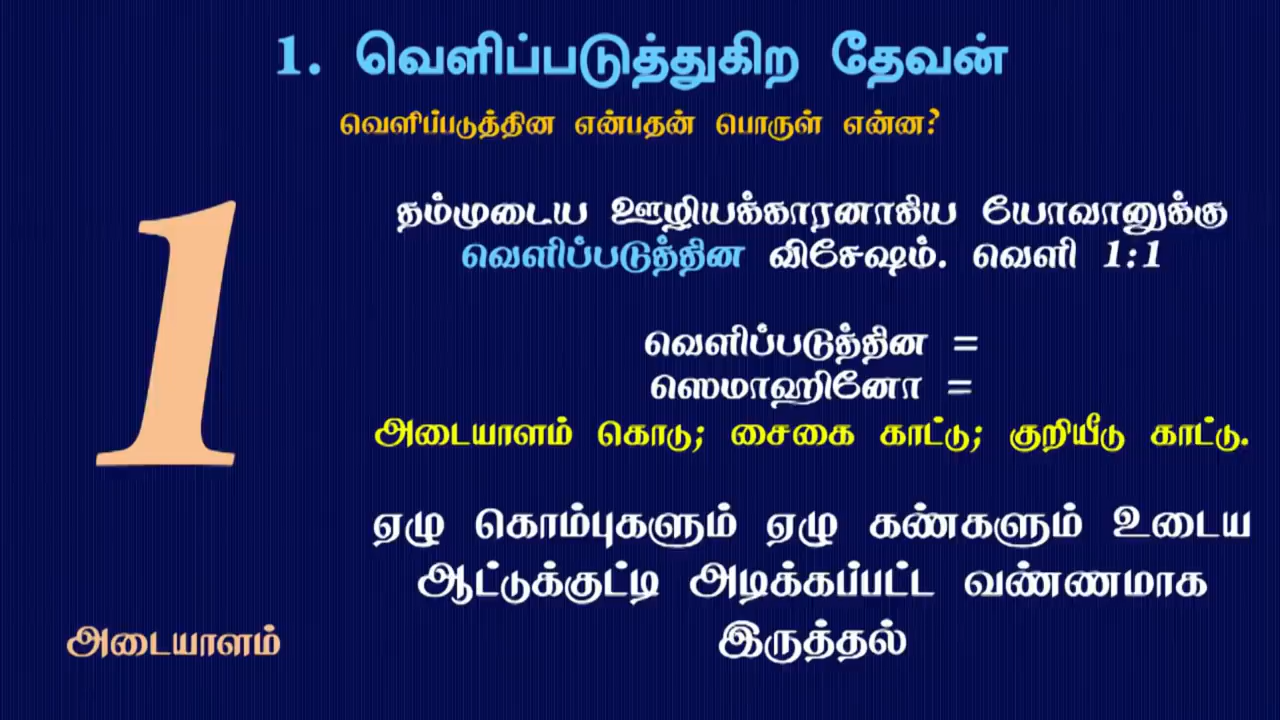 1. வெளிப்படுத்துகிற தேவன்
வெளிப்படுத்தின என்பதன் பொருள் என்ன?
தம்முடைய ஊழியக்காரனாகிய யோவானுக்கு
வெளிப்படுத்தின விசேஷம். வெளி 1:1
வெளிப்படுத்தின =
ஸெமாஹினோ =
அடையாளம் கொடு; சைகை காட்டு; குறியீடு காட்டு.
1
ஏழு கொம்புகளும் ஏழு கண்களும் உடைய
ஆட்டுக்குட்டி அடிக்கப்பட்ட வண்ணமாக
இருத்தல்
அடையாளம்